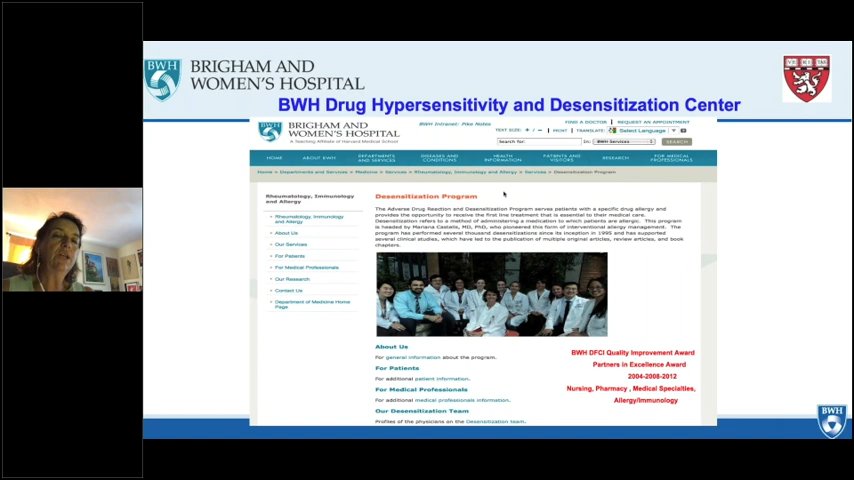 BWH
BRIGHAM AND
WOMEN'S HOSPITAL
VE RI TAS
BWH Drug Hypersensitivity and Desensitization Center
BWH
BRIGHAM AND
WOMEN'S HOSPITAL
A Teaching Affiliate of Harvard Medical School
BWH Intranet: Pike Notes
FIND A DOCTOR | REQUEST AN APPOINTMENT
TEXT SIZE: + / - | PRINT | TRANSLATE: Select Language
Search for: in: BWH Services SEARCH
HOME ABOUT BWH DEPARTMENTS AND SERVICES DISEASES AND CONDITIONS HEALTH INFORMATION PATIENTS AND VISITORS RESEARCH FOR MEDICAL PROFESSIONALS
Home » Departments and Services » Medicine » Services » Rheumatology, Immunology and Allergy » Services » Desensitization Program
Rheumatology, Immunology
and Allergy
Rheumatology, Immunology
and Allergy
About Us
Our Services
For Patients
For Medical Professionals
Our Research
Contact Us
Department of Medicine Home
Page
Desensitization Program
The Adverse Drug Reaction and Desensitization Program serves patients with a specific drug allergy and
provides the opportunity to receive the first line treatment that is essential to their medical care.
Desensitization refers to a method of administering a medication to which patients are allergic. This program
is headed by Mariana Castells, MD, PhD, who pioneered this form of interventional allergy management. The
program has performed several thousand desensitizations since its inception in 1995 and has supported
several clinical studies, which have led to the publication of multiple original articles, review articles, and book
chapters.
About Us
For general information about the program.
For Patients
For additional patient information.
For Medical Professionals
For additional medical professionals information.
Our Desensitization Team
Profiles of the physicians on the Desensitization team.
BWH DFCI Quality Improvement Award
Partners in Excellence Award
2004-2008-2012
Nursing, Pharmacy , Medical Specialties,
Allergy/Immunology
BWH